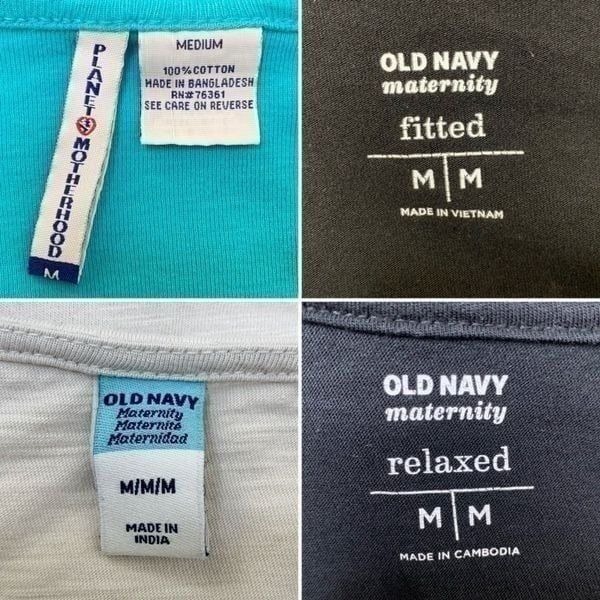 PLANET MOTHERHOOD
M
MEDIUM
100% COTTON
MADE IN BANGLADESH
RN#76361
SEE CARE ON REVERSE
OLD NAVY
maternity
fitted
M M
MADE IN VIETNAM
OLD NAVY
Maternity
Maternité
Maternidad
M/M/M
MADE IN
INDIA
OLD NAVY
maternity
relaxed
M M
MADE IN CAMBODIA